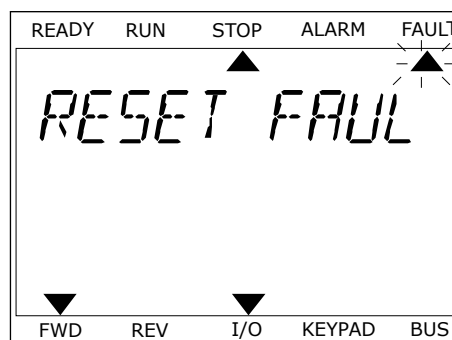 READY RUN STOP ALARM FAULT
RESET FAUL
FWD REV I/O KEYPAD BUS